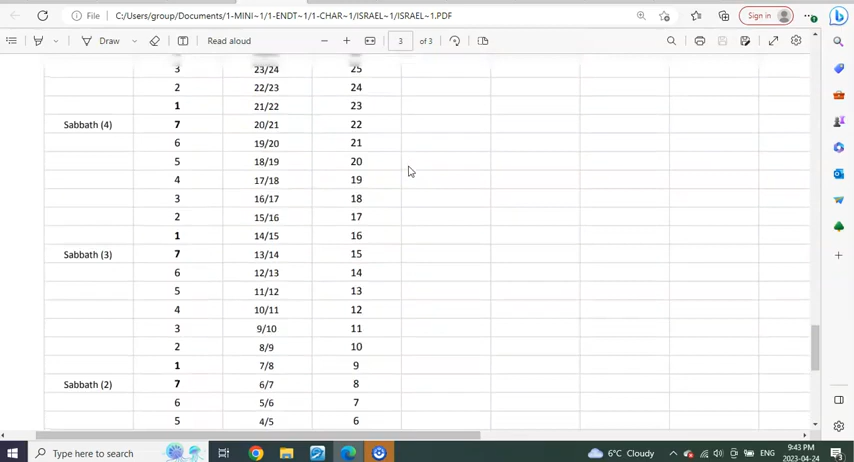 File C:/Users/group/Documents/1-MINI~1/1-ENDT~1/1-CHAR~1/ISRAEL~1/ISRAEL~1.PDF
Sign in
Draw Read aloud 3 of 3
3 23/24 25
2 22/23 24
1 21/22 23
Sabbath (4) 7 20/21 22
6 19/20 21
5 18/19 20
4 17/18 19
3 16/17 18
2 15/16 17
1 14/15 16
Sabbath (3) 7 13/14 15
6 12/13 14
5 11/12 13
4 10/11 12
3 9/10 11
2 8/9 10
1 7/8 9
Sabbath (2) 7 6/7 8
6 5/6 7
5 4/5 6
Type here to search
6°C Cloudy
ENG
9:43 PM
2023-04-24
3